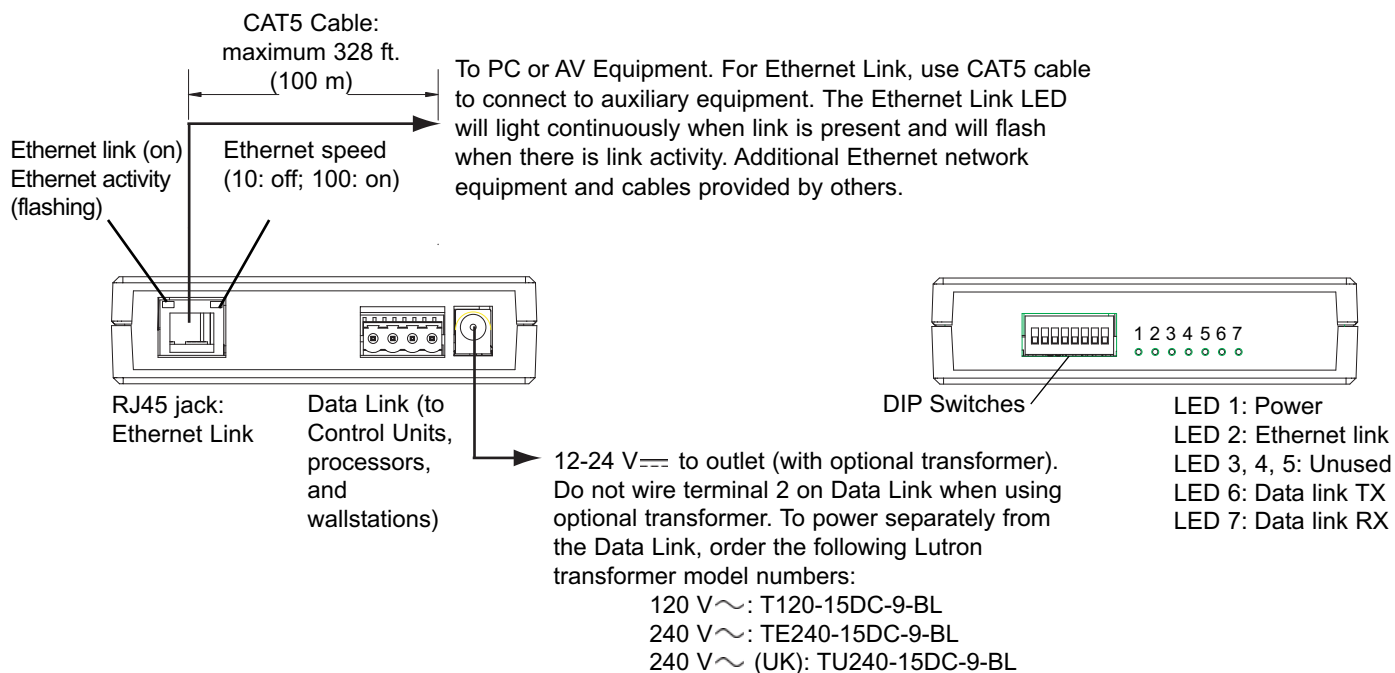 CAT5 Cable:
maximum 328 ft.
(100 m)
To PC or AV Equipment. For Ethernet Link, use CAT5 cable
to connect to auxiliary equipment. The Ethernet Link LED
will light continuously when link is present and will flash
when there is link activity. Additional Ethernet network
equipment and cables provided by others.
Ethernet link (on)
Ethernet activity
(flashing)
Ethernet speed
(10: off; 100: on)
RJ45 jack:
Ethernet Link
Data Link (to
Control Units,
processors,
and
wallstations)
12-24 V⎓ to outlet (with optional transformer).
Do not wire terminal 2 on Data Link when using
optional transformer. To power separately from
the Data Link, order the following Lutron
transformer model numbers:
120 V∼: T120-15DC-9-BL
240 V∼: TE240-15DC-9-BL
240 V∼ (UK): TU240-15DC-9-BL
1 2 3 4 5 6 7
DIP Switches
LED 1: Power
LED 2: Ethernet link
LED 3, 4, 5: Unused
LED 6: Data link TX
LED 7: Data link RX